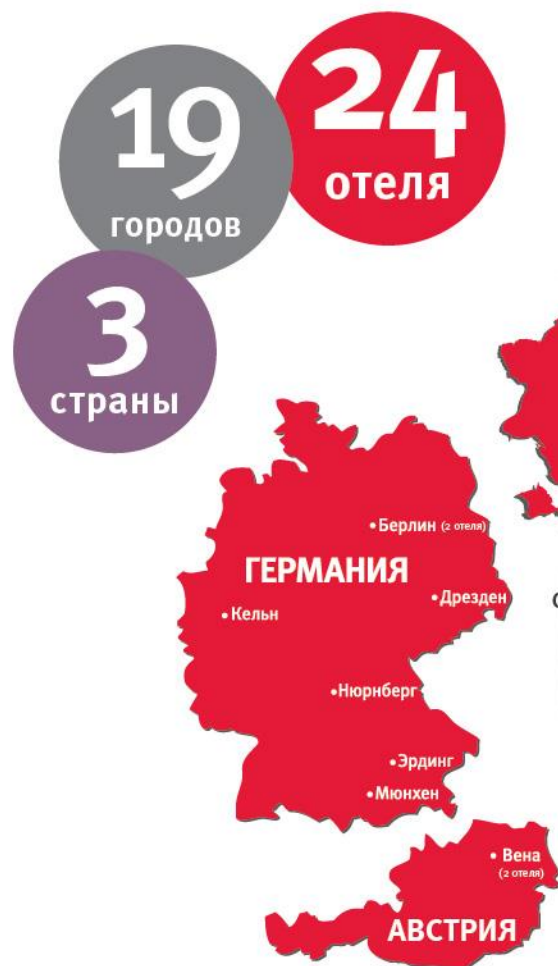 24
отеля
19
городов
3
страны
•Берлин (2 отеля)
ГЕРМАНИЯ
•Дрезден
•Кельн
•Нюрнберг
•Эрдинг
•Мюнхен
• Вена
(2 отеля)
АВСТРИЯ